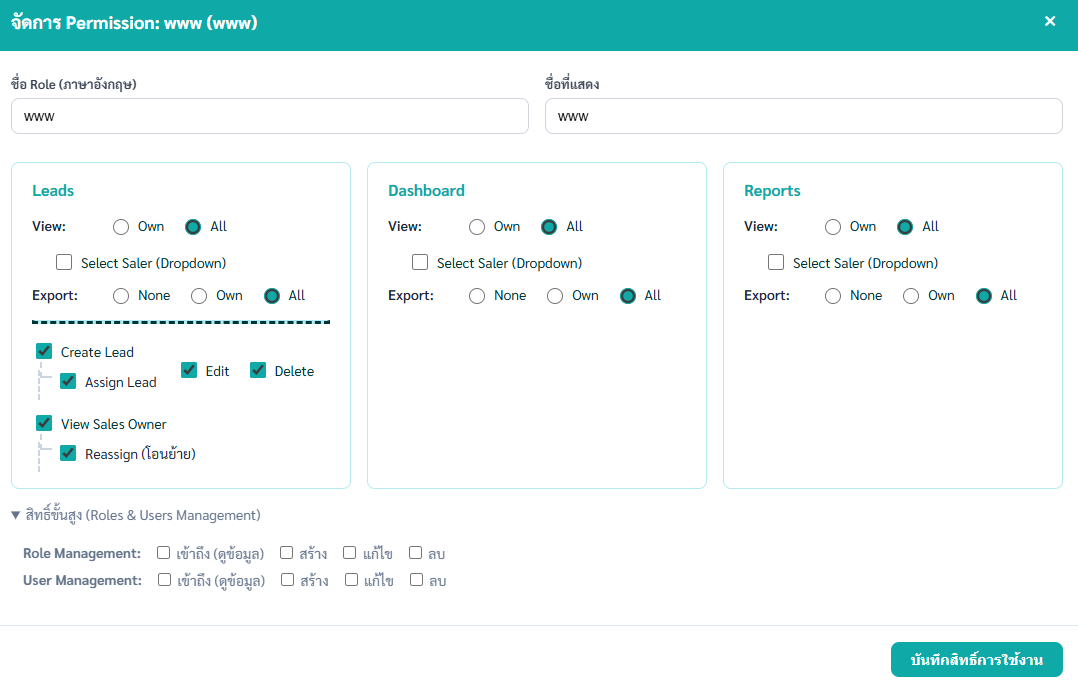 จัดการ Permission: www (www)
ชื่อ Role (ภาษาอังกฤษ) ชื่อที่แสดง
www www
Leads Dashboard Reports
View: Own All View: Own All View: Own All
Select Saler (Dropdown) Select Saler (Dropdown) Select Saler (Dropdown)
Export: None Own All Export: None Own All Export: None Own All
Create Lead
Edit Delete
Assign Lead
View Sales Owner
Reassign (โอนย้าย)
สิทธิ์ขั้นสูง (Roles & Users Management)
Role Management: เข้าถึง (ดูข้อมูล) สร้าง แก้ไข ลบ
User Management: เข้าถึง (ดูข้อมูล) สร้าง แก้ไข ลบ
บันทึกสิทธิ์การใช้งาน